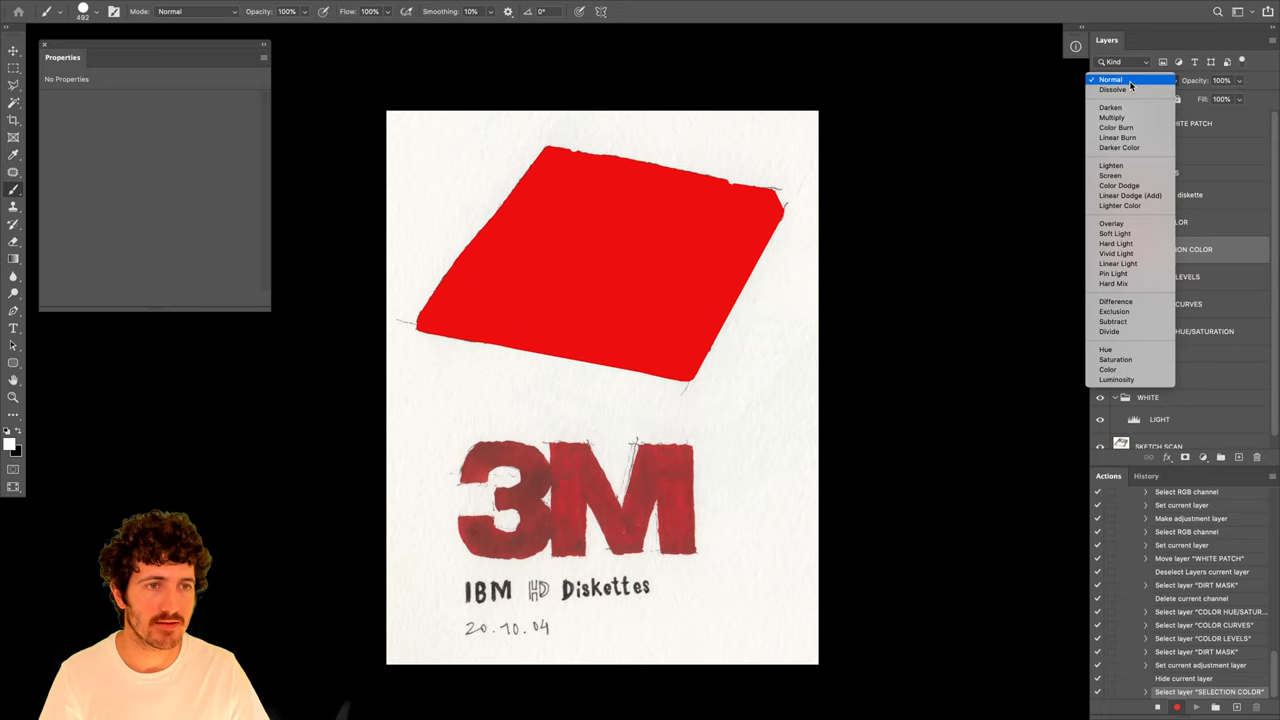 492 Mode: Normal Opacity: 100% Flow: 100% Smoothing: 10% 0°
Properties
No Properties
3M
IBM HD Diskettes
20.10.04
Layers
Kind
Normal
Opacity: 100%
Dissolve
Fill: 100%
Darken
Multiply
Color Burn
Linear Burn
Darker Color
Lighten
Screen
Color Dodge
Linear Dodge (Add)
Lighter Color
Overlay
Soft Light
Hard Light
Vivid Light
Linear Light
Pin Light
Hard Mix
Difference
Exclusion
Subtract
Divide
Hue
Saturation
Color
Luminosity
PATCH
diskette
COLOR
LEVELS
CURVES
HUE/SATURATION
WHITE
LIGHT
SKETCH SCAN
Actions History
Select RGB channel
Set current layer
Make adjustment layer
Select RGB channel
Set current layer
Move layer "WHITE PATCH"
Deselect Layers current layer
Select layer "DIRT MASK"
Delete current channel
Select layer "COLOR HUE/SATUR...
Select layer "COLOR CURVES"
Select layer "COLOR LEVELS"
Select layer "DIRT MASK"
Set current adjustment layer
Hide current layer
Select layer "SELECTION COLOR"